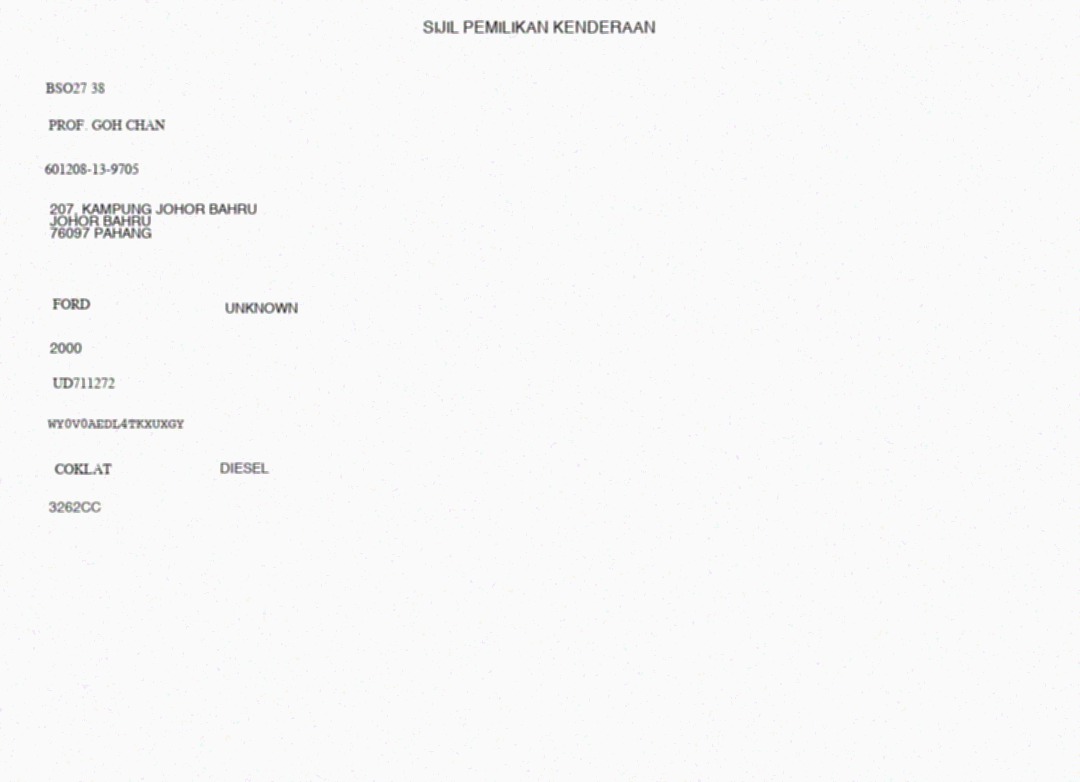 SIJIL PEMILIKAN KENDERAAN
BSO27 38
PROF. GOH CHAN
601208-13-9705
207, KAMPUNG JOHOR BAHRU
JOHOR BAHRU
76097 PAHANG
FORD UNKNOWN
2000
UD711272
WY0V0AEDL4TKXUXGY
COKLAT DIESEL
3262CC